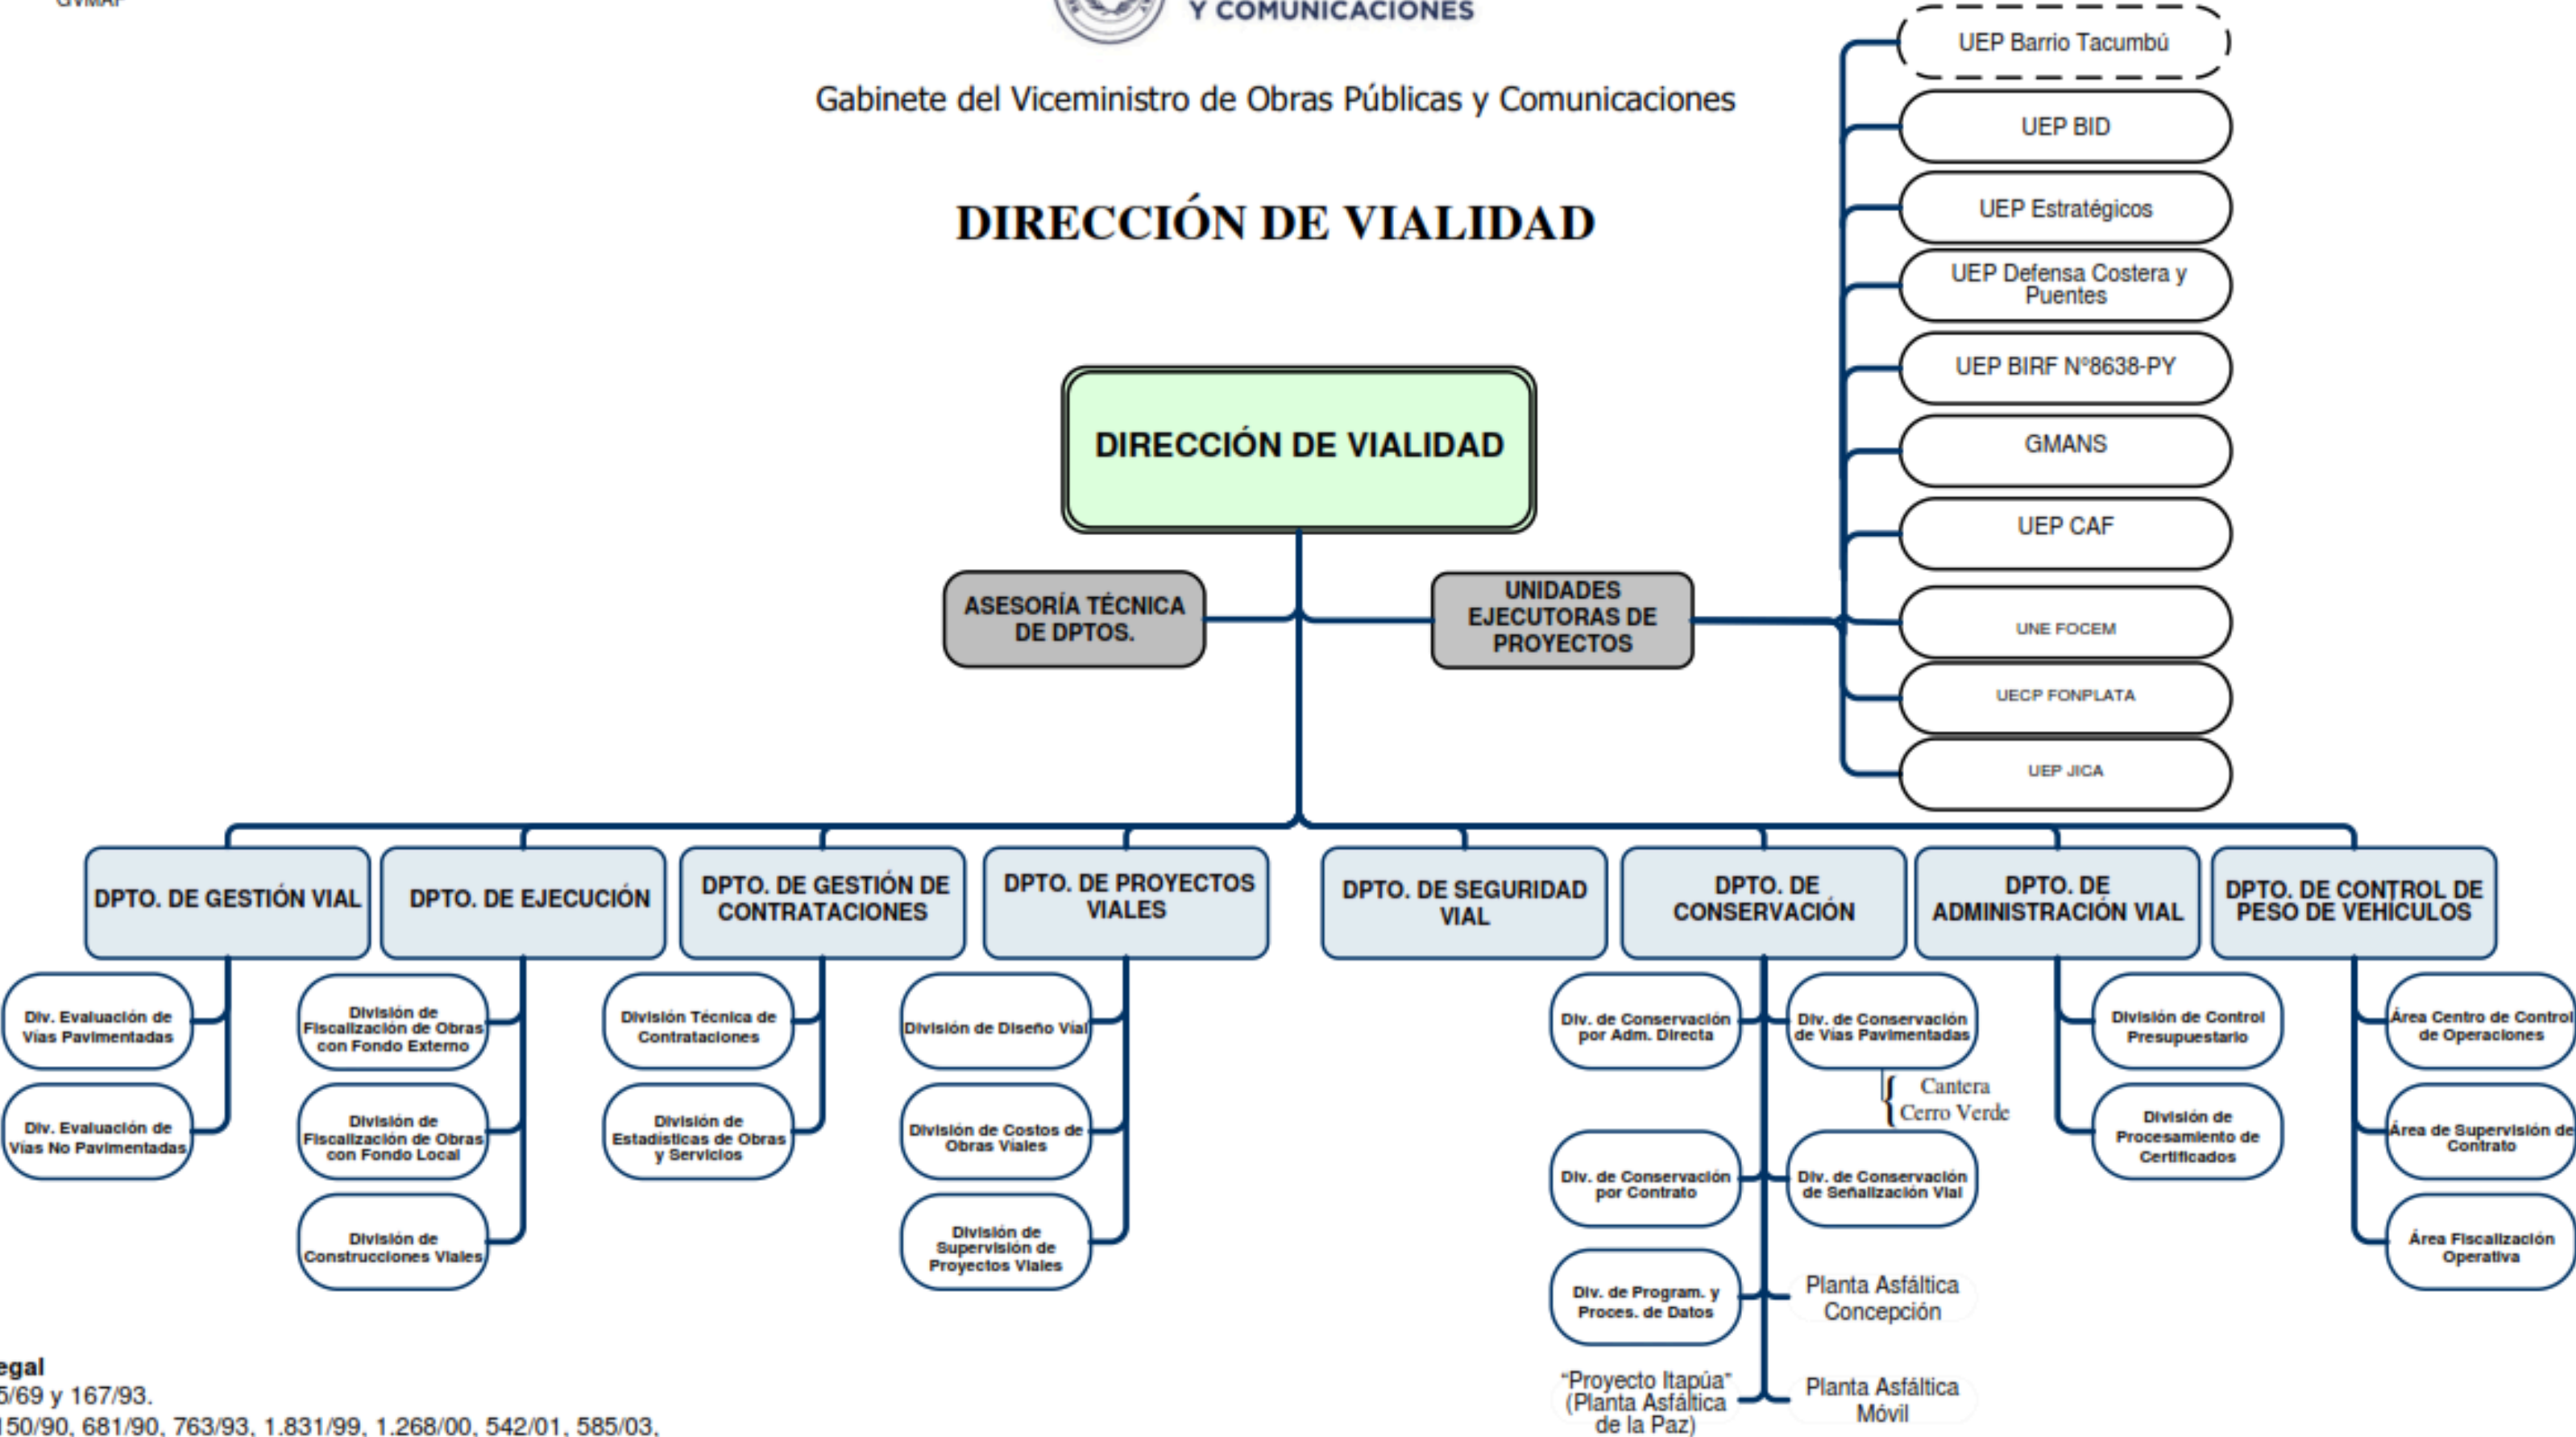 GVMAF
Y COMUNICACIONES
Gabinete del Viceministro de Obras Públicas y Comunicaciones
DIRECCIÓN DE VIALIDAD
UEP Barrio Tacumbú
UEP BID
UEP Estratégicos
UEP Defensa Costera y
Puentes
UEP BIRF N°8638-PY
GMANS
UEP CAF
UNE FOCEM
UECP FONPLATA
UEP JICA
DIRECCIÓN DE VIALIDAD
ASESORÍA TÉCNICA
DE DPTOS.
UNIDADES
EJECUTORAS DE
PROYECTOS
DPTO. DE GESTIÓN VIAL
Div. Evaluación de
Vías Pavimentadas
Div. Evaluación de
Vías No Pavimentadas
DPTO. DE EJECUCIÓN
División de
Fiscalización de Obras
con Fondo Externo
División de
Fiscalización de Obras
con Fondo Local
División de
Construcciones Viales
DPTO. DE GESTIÓN DE
CONTRATACIONES
División Técnica de
Contrataciones
División de
Estadísticas de Obras
y Servicios
DPTO. DE PROYECTOS
VIALES
División de Diseño Vial
División de Costos de
Obras Viales
División de
Supervisión de
Proyectos Viales
DPTO. DE SEGURIDAD
VIAL
DPTO. DE
CONSERVACIÓN
Div. de Conservación
por Adm. Directa
Div. de Conservación
de Vías Pavimentadas
Cantera
Cerro Verde
Div. de Conservación
por Contrato
Div. de Conservación
de Señalización Vial
Div. de Program. y
Proces. de Datos
Planta Asfáltica
Concepción
“Proyecto Itapúa”
(Planta Asfáltica
de la Paz)
Planta Asfáltica
Móvil
DPTO. DE
ADMINISTRACIÓN VIAL
División de Control
Presupuestario
División de
Procesamiento de
Certificados
DPTO. DE CONTROL DE
PESO DE VEHÍCULOS
Área Centro de Control
de Operaciones
Área de Supervisión de
Contrato
Área Fiscalización
Operativa
egal
5/69 y 167/93.
150/90, 681/90, 763/93, 1.831/99, 1.268/00, 542/01, 585/03,